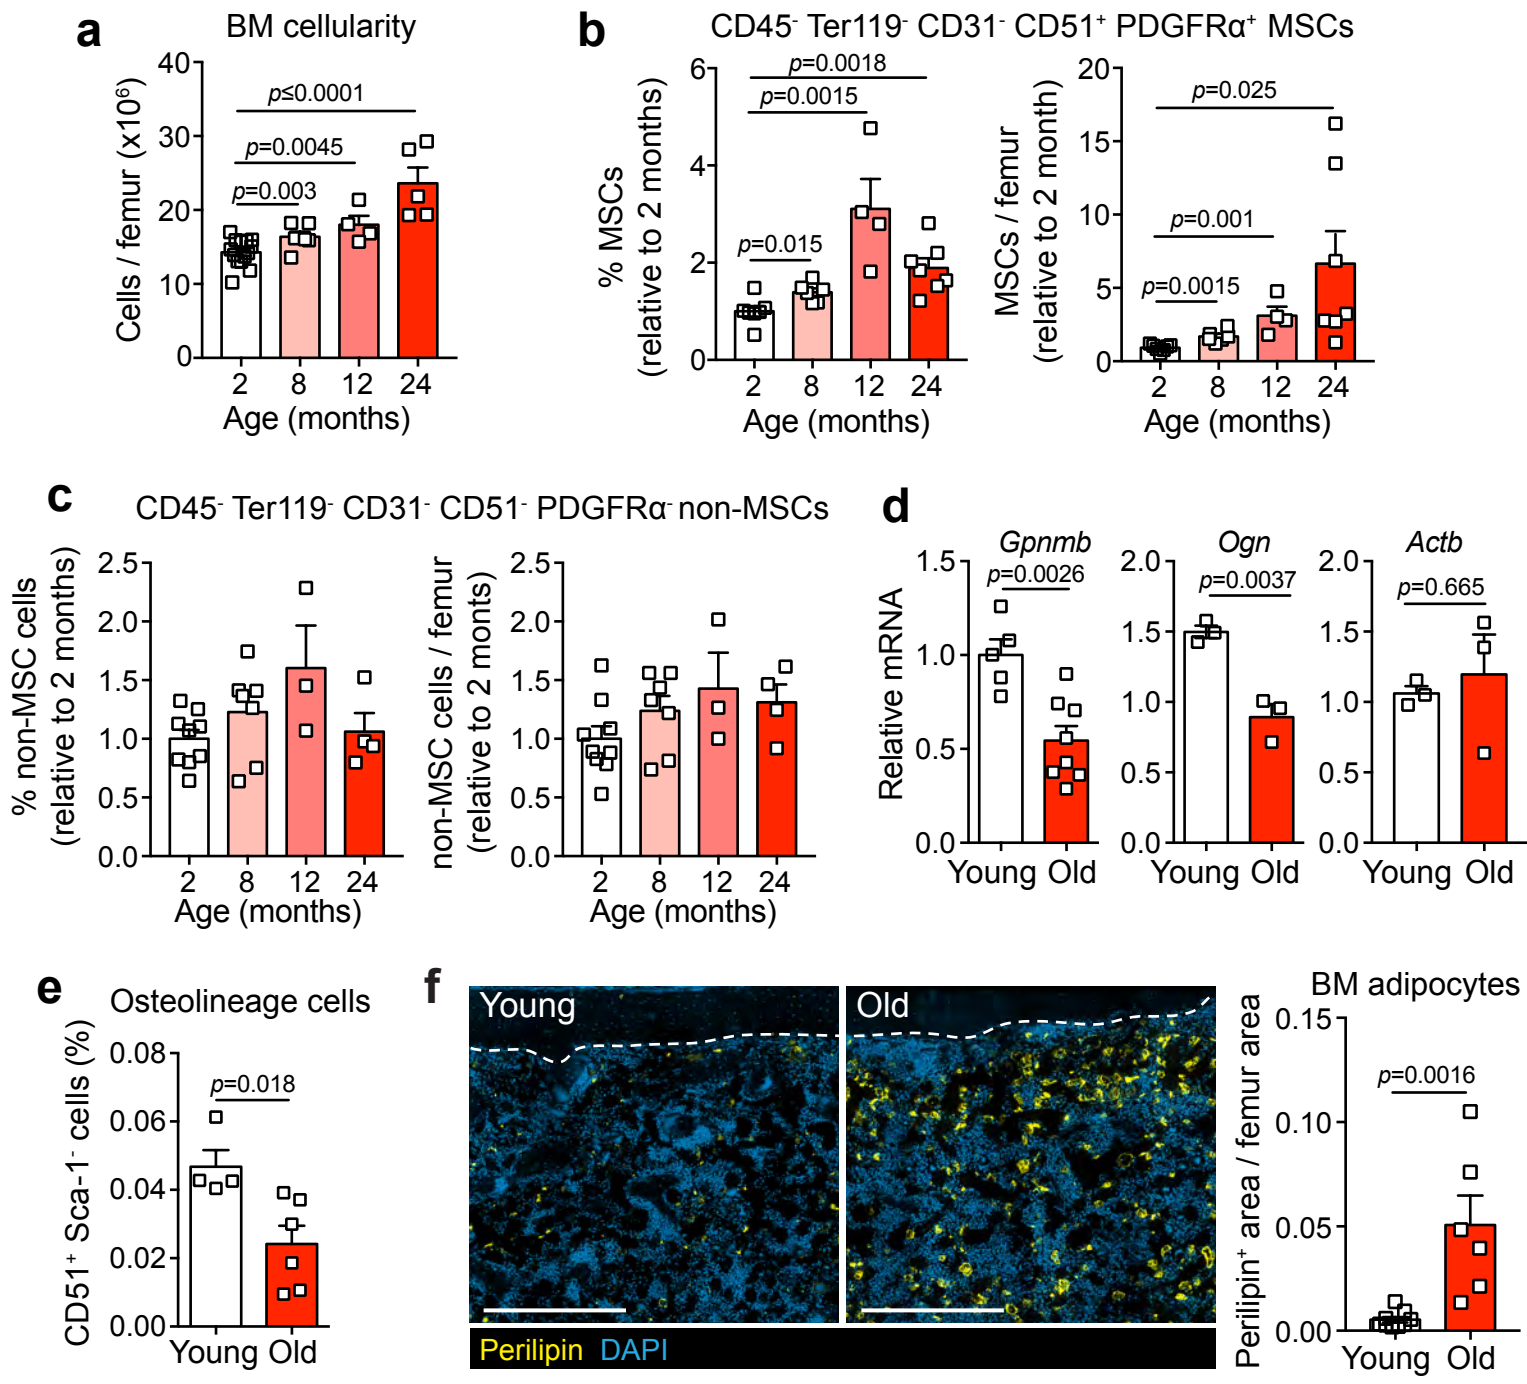 a
BM cellularity
Cells / femur (x10⁶)
40
30
20
10
0
p≤0.0001
p=0.0045
p=0.003
2 8 12 24
Age (months)
b
CD45⁻ Ter119⁻ CD31⁻ CD51⁺ PDGFRα⁺ MSCs
% MSCs
(relative to 2 months)
6
4
2
0
p=0.0018
p=0.0015
p=0.015
2 8 12 24
Age (months)
MSCs / femur
(relative to 2 month)
20
15
10
5
0
p=0.025
p=0.001
p=0.0015
2 8 12 24
Age (months)
c
CD45⁻ Ter119⁻ CD31⁻ CD51⁻ PDGFRα⁻ non-MSCs
% non-MSC cells
(relative to 2 months)
2.5
2.0
1.5
1.0
0.5
0.0
2 8 12 24
Age (months)
non-MSC cells / femur
(relative to 2 monts)
2.5
2.0
1.5
1.0
0.5
0.0
2 8 12 24
Age (months)
d
Relative mRNA
Gpnmb
p=0.0026
1.5
1.0
0.5
0.0
Young Old
Ogn
p=0.0037
2.0
1.5
1.0
0.5
0.0
Young Old
Actb
p=0.665
2.0
1.5
1.0
0.5
0.0
Young Old
e
Osteolineage cells
CD51⁺ Sca-1⁻ cells (%)
0.08
0.06
0.04
0.02
0.00
p=0.018
Young Old
f
Young
Old
Perilipin DAPI
BM adipocytes
Perilipin⁺ area / femur area
0.15
0.10
0.05
0.00
p=0.0016
Young Old